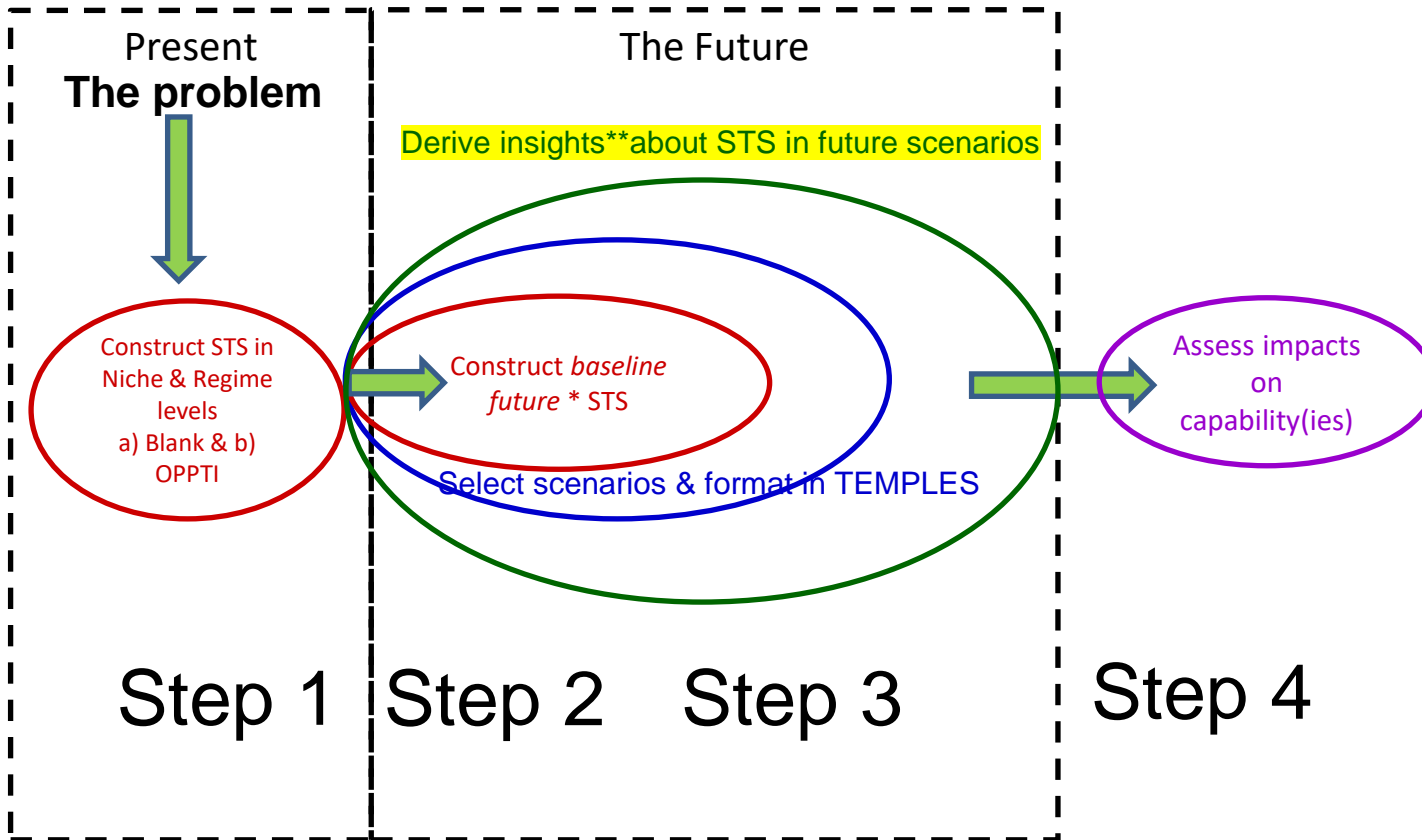 Present
The problem
The Future
Derive insights**about STS in future scenarios
Construct STS in
Niche & Regime
levels
a) Blank & b)
OPPTI
Construct baseline
future * STS
Select scenarios & format in TEMPLES
Assess impacts
on
capability(ies)
Step 1
Step 2
Step 3
Step 4